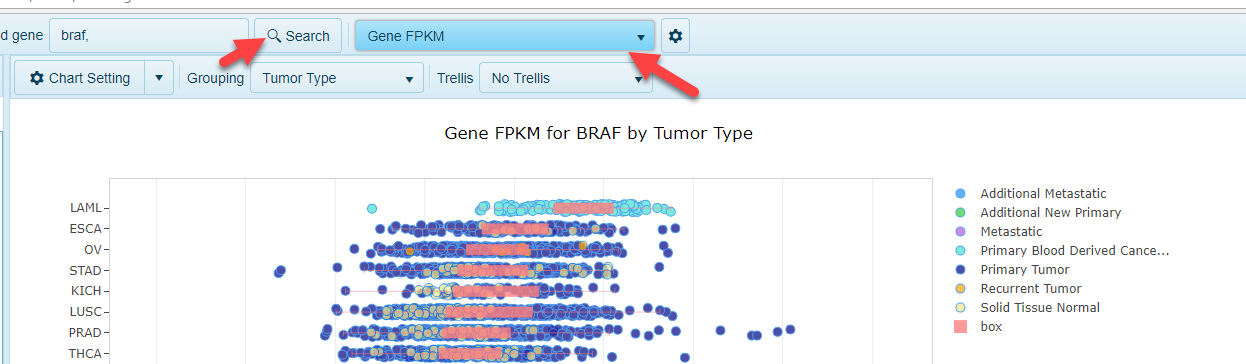 d gene braf, Search Gene FPKM
Chart Setting Grouping Tumor Type Trellis No Trellis
Gene FPKM for BRAF by Tumor Type
LAML
ESCA
OV
STAD
KICH
LUSC
PRAD
THCA
Additional Metastatic
Additional New Primary
Metastatic
Primary Blood Derived Cance...
Primary Tumor
Recurrent Tumor
Solid Tissue Normal
box